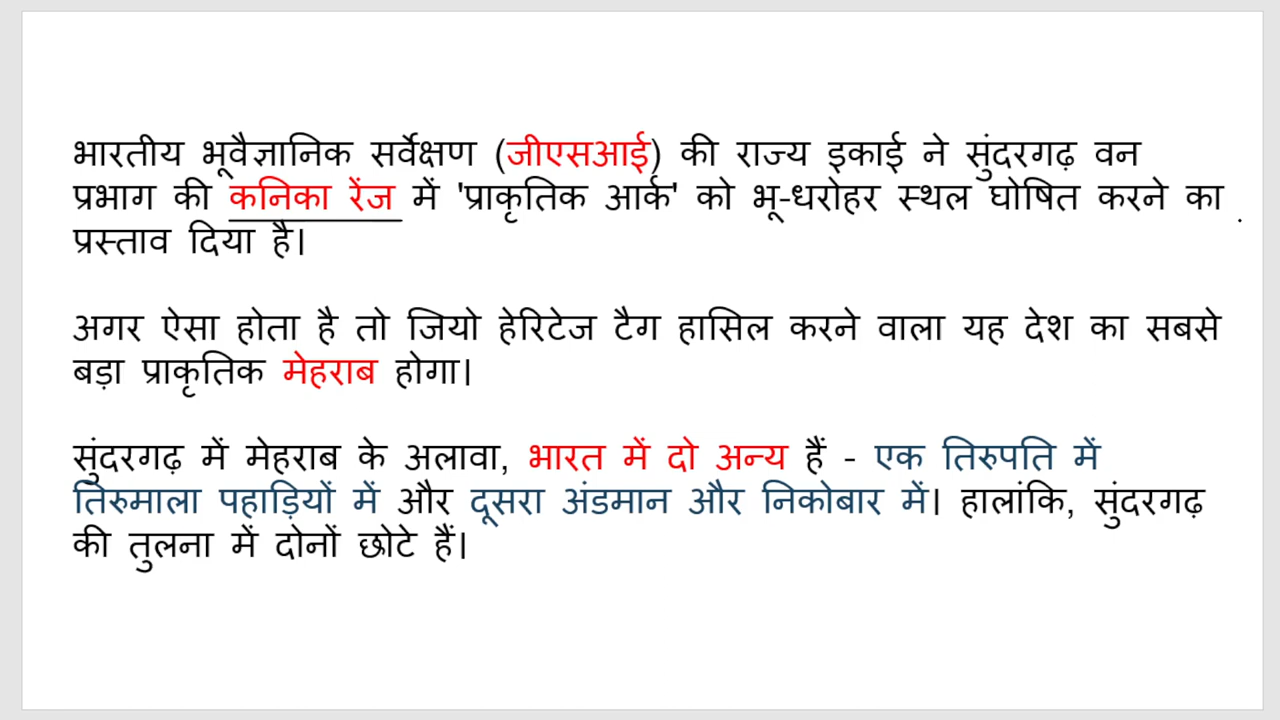 भारतीय भूवैज्ञानिक सर्वेक्षण (जीएसआई) की राज्य इकाई ने सुंदरगढ़ वन
प्रभाग की कनिका रेंज में 'प्राकृतिक आर्क' को भू-धरोहर स्थल घोषित करने का
प्रस्ताव दिया है।
अगर ऐसा होता है तो जियो हेरिटेज टैग हासिल करने वाला यह देश का सबसे
बड़ा प्राकृतिक मेहराब होगा।
सुंदरगढ़ में मेहराब के अलावा, भारत में दो अन्य हैं - एक तिरुपति में
तिरुमाला पहाड़ियों में और दूसरा अंडमान और निकोबार में। हालांकि, सुंदरगढ़
की तुलना में दोनों छोटे हैं।